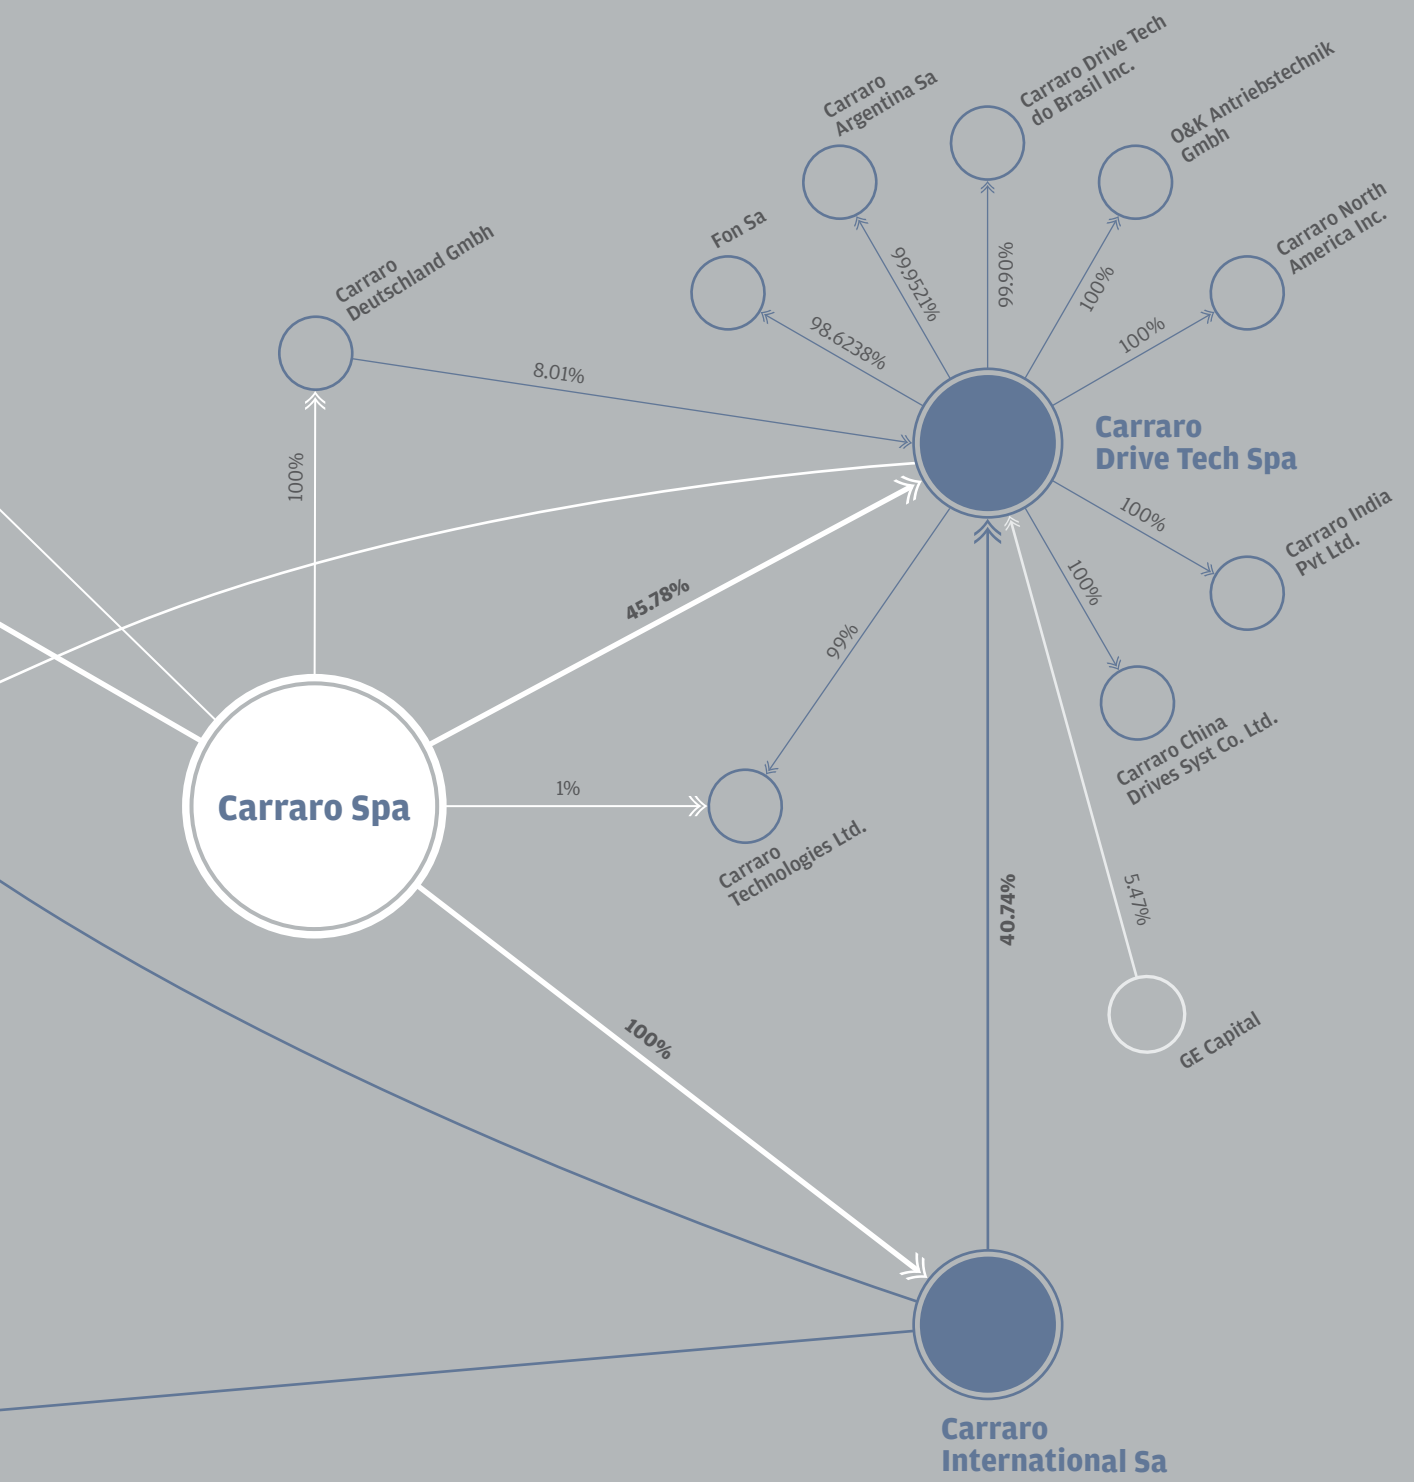 Carraro Drive Tech
do Brasil Inc.
Carraro
Argentina Sa
O&K Antriebstechnik
Gmbh
Fon Sa
Carraro North
America Inc.
Carraro
Deutschland Gmbh
99.9521%
99.90%
100%
98.6238%
100%
8.01%
Carraro
Drive Tech Spa
100%
100%
Carraro India
Pvt Ltd.
45.78%
100%
99%
Carraro China
Drives Syst Co. Ltd.
1%
Carraro Spa
Carraro
Technologies Ltd.
40.74%
5.47%
100%
GE Capital
Carraro
International Sa